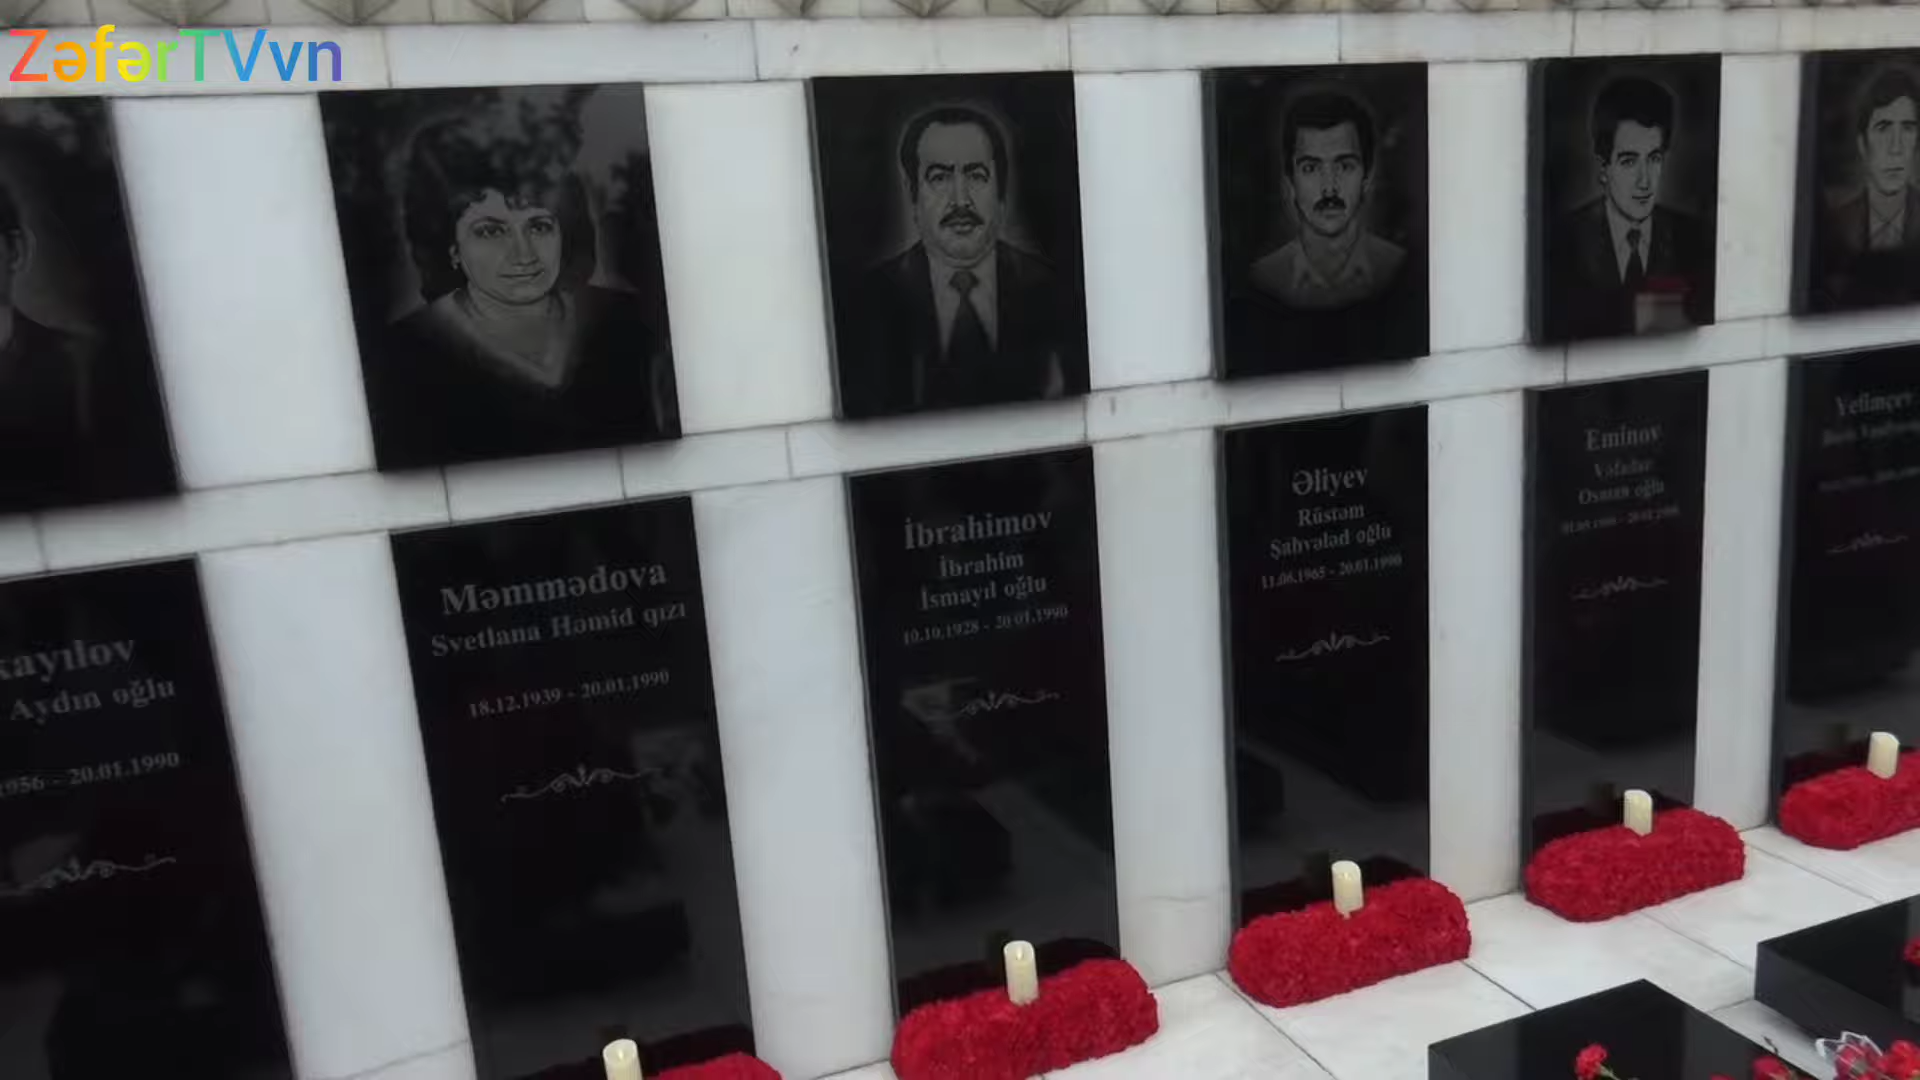 ZəfərTVvn
Aydın oğlu
20.01.1990
Məmmədova
Svetlana Həmid qızı
18.12.1939 - 20.01.1990
İbrahimov
İbrahim
İsmayıl oğlu
10.10.1928 - 20.01.1990
Əliyev
Rüstəm
Şahvələd oğlu
11.06.1965 - 20.01.1990
Eminov
Vəfadar
Osman oğlu